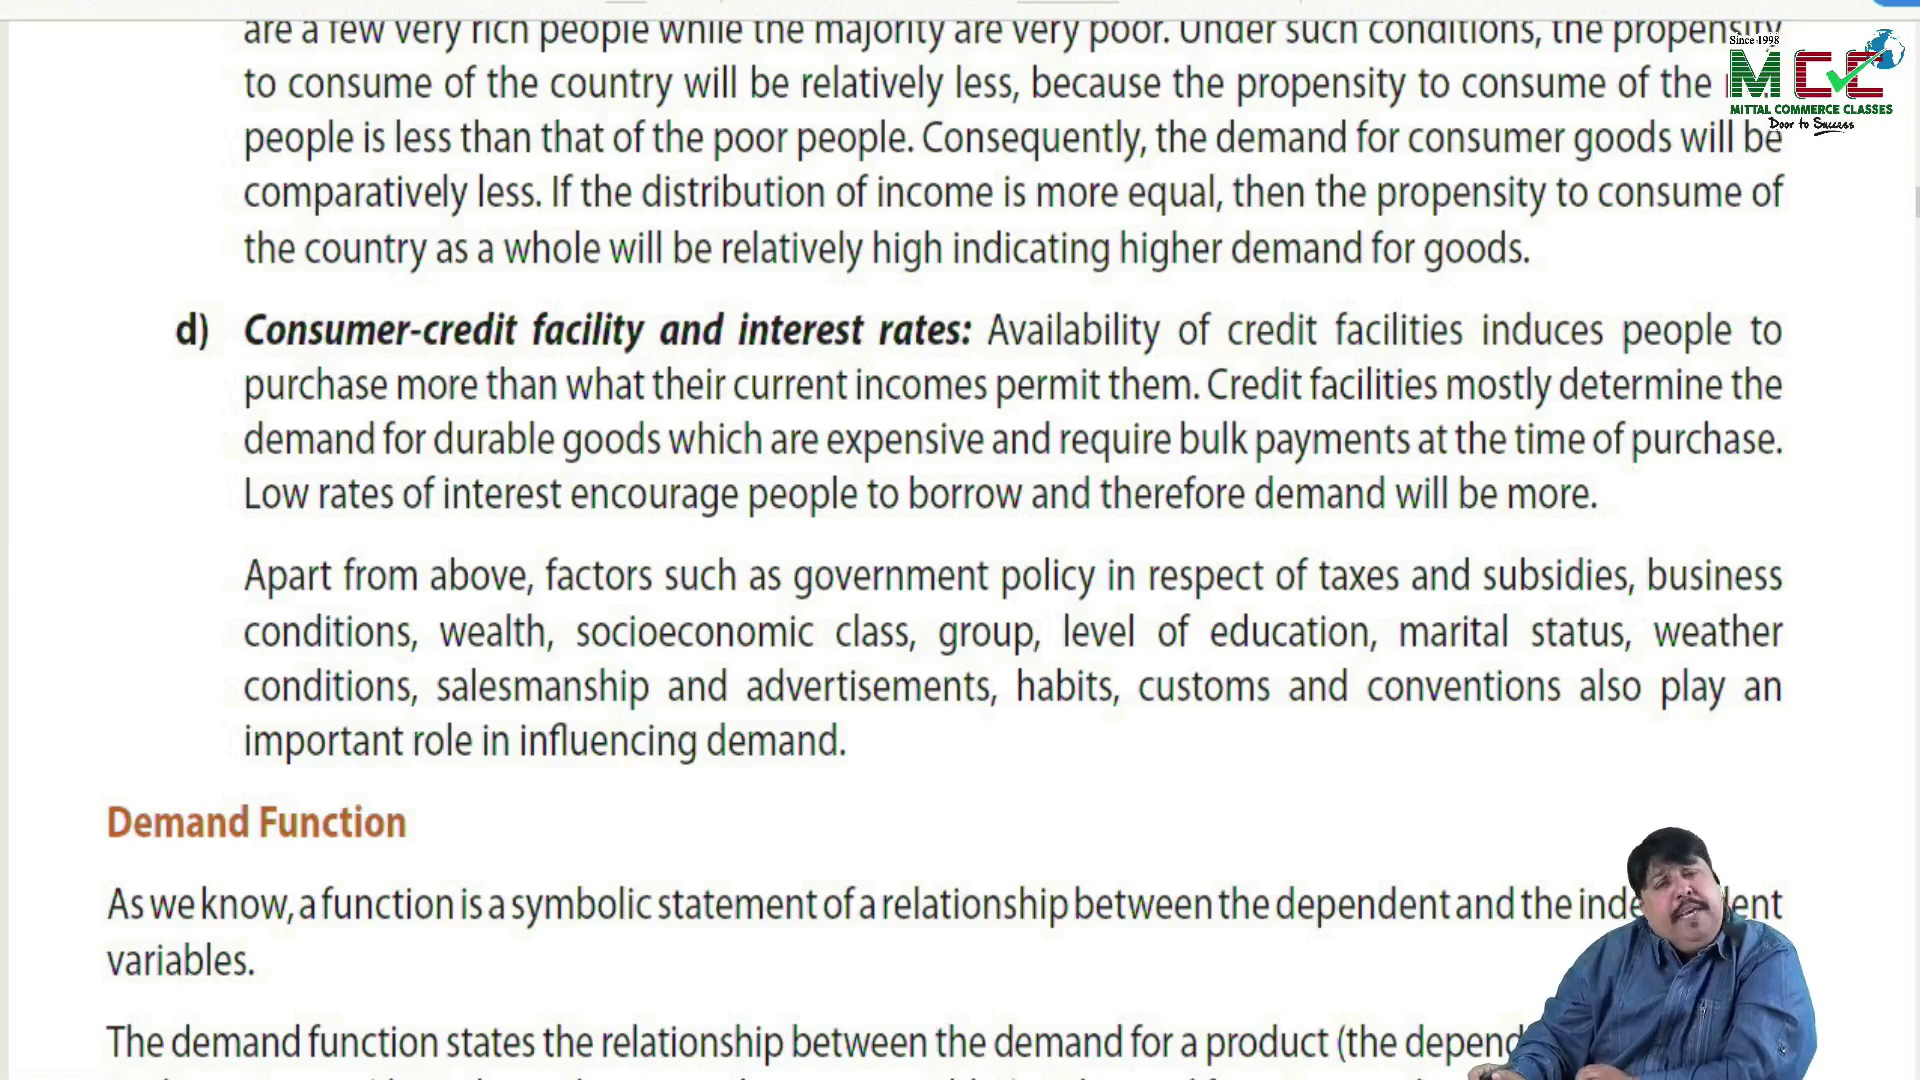 are a few very rich people while the majority are very poor. Under such conditions, the propensity
to consume of the country will be relatively less, because the propensity to consume of the
people is less than that of the poor people. Consequently, the demand for consumer goods will be
comparatively less. If the distribution of income is more equal, then the propensity to consume of
the country as a whole will be relatively high indicating higher demand for goods.
Since 1998
MCC
MITTAL COMMERCE CLASSES
Door to Success
d) Consumer-credit facility and interest rates: Availability of credit facilities induces people to
purchase more than what their current incomes permit them. Credit facilities mostly determine the
demand for durable goods which are expensive and require bulk payments at the time of purchase.
Low rates of interest encourage people to borrow and therefore demand will be more.
Apart from above, factors such as government policy in respect of taxes and subsidies, business
conditions, wealth, socioeconomic class, group, level of education, marital status, weather
conditions, salesmanship and advertisements, habits, customs and conventions also play an
important role in influencing demand.
Demand Function
As we know, a function is a symbolic statement of a relationship between the dependent and the
variables.
The demand function states the relationship between the demand for a product (the